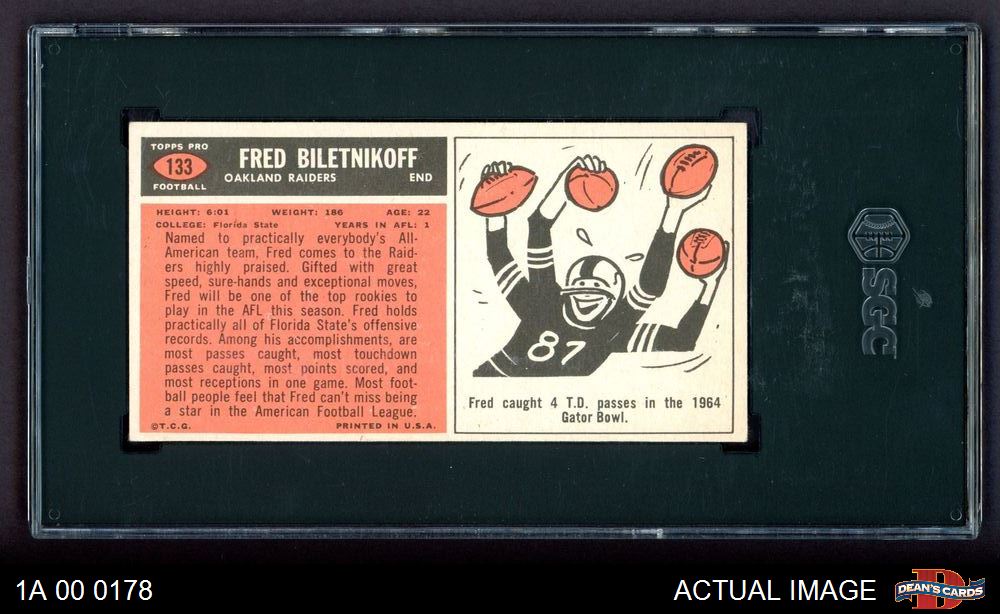 TOPPS PRO
133
FOOTBALL
FRED BILETNIKOFF
OAKLAND RAIDERS END
HEIGHT: 6:01 WEIGHT: 186 AGE: 22
COLLEGE: Florida State YEARS IN AFL: 1
Named to practically everybody's All-
American team, Fred comes to the Raid-
ers highly praised. Gifted with great
speed, sure-hands and exceptional moves,
Fred will be one of the top rookies to
play in the AFL this season. Fred holds
practically all of Florida State's offensive
records. Among his accomplishments, are
most passes caught, most touchdown
passes caught, most points scored, and
most receptions in one game. Most foot-
ball people feel that Fred can't miss being
a star in the American Football League.
©T.C.G. PRINTED IN U.S.A.
87
Fred caught 4 T.D. passes in the 1964
Gator Bowl.
SGC
1A 00 0178
ACTUAL IMAGE
D
DEAN'S CARDS